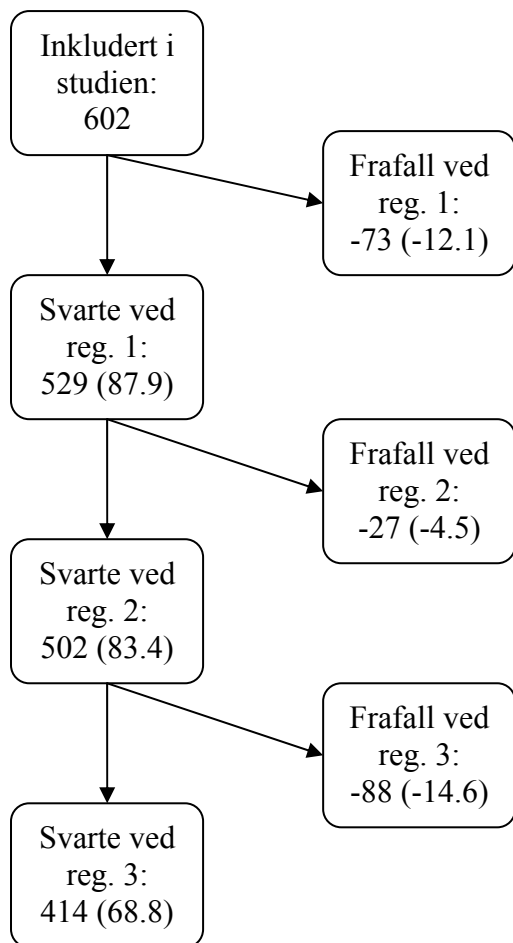 Inkludert i
studien:
602
Frafall ved
reg. 1:
-73 (-12.1)
Svarte ved
reg. 1:
529 (87.9)
Frafall ved
reg. 2:
-27 (-4.5)
Svarte ved
reg. 2:
502 (83.4)
Frafall ved
reg. 3:
-88 (-14.6)
Svarte ved
reg. 3:
414 (68.8)